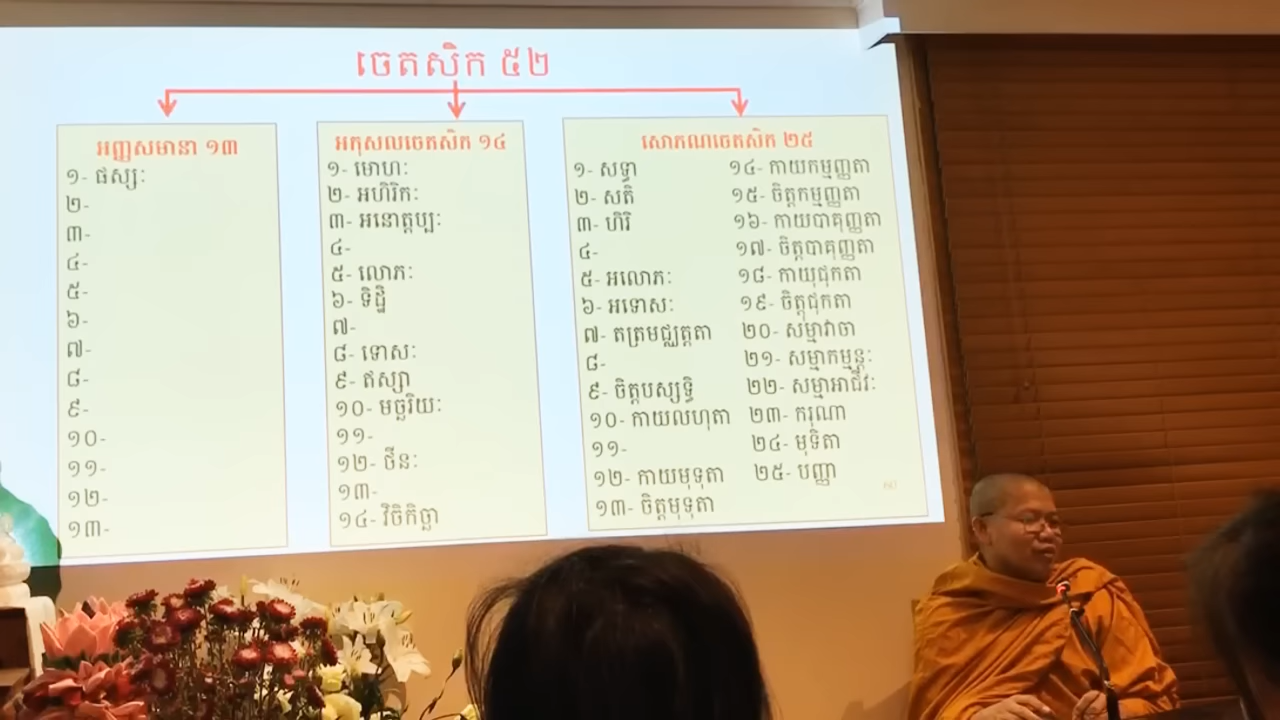 ចេតសិក ៥២
អញ្ញសមានា ១៣
១- ផស្សៈ
២-
៣-
៤-
៥-
៦-
៧-
៨-
៩-
១០-
១១-
១២-
១៣-
អកុសលចេតសិក ១៤
១- មោហៈ
២- អហិរិកៈ
៣- អនោត្តប្បៈ
៤-
៥- លោភៈ
៦- ទិដ្ឋិ
៧-
៨- ទោសៈ
៩- ឥស្សា
១០- មច្ឆរិយៈ
១១-
១២- ថីនៈ
១៣-
១៤- វិចិកិច្ឆា
សោភណចេតសិក ២៥
១- សទ្ធា
២- សតិ
៣- ហិរិ
៤-
៥- អលោភៈ
៦- អទោសៈ
៧- តត្រមជ្ឈត្តតា
៨-
៩- ចិត្តបស្សទ្ធិ
១០- កាយលហុតា
១១-
១២- កាយមុទុតា
១៣- ចិត្តមុទុតា
១៤- កាយកម្មញ្ញតា
១៥- ចិត្តកម្មញ្ញតា
១៦- កាយបាគុញ្ញតា
១៧- ចិត្តបាគុញ្ញតា
១៨- កាយុជុកតា
១៩- ចិត្តុជុកតា
២០- សម្មាវាចា
២១- សម្មាកម្មន្តៈ
២២- សម្មាអាជីវៈ
២៣- ករុណា
២៤- មុទិតា
២៥- បញ្ញា